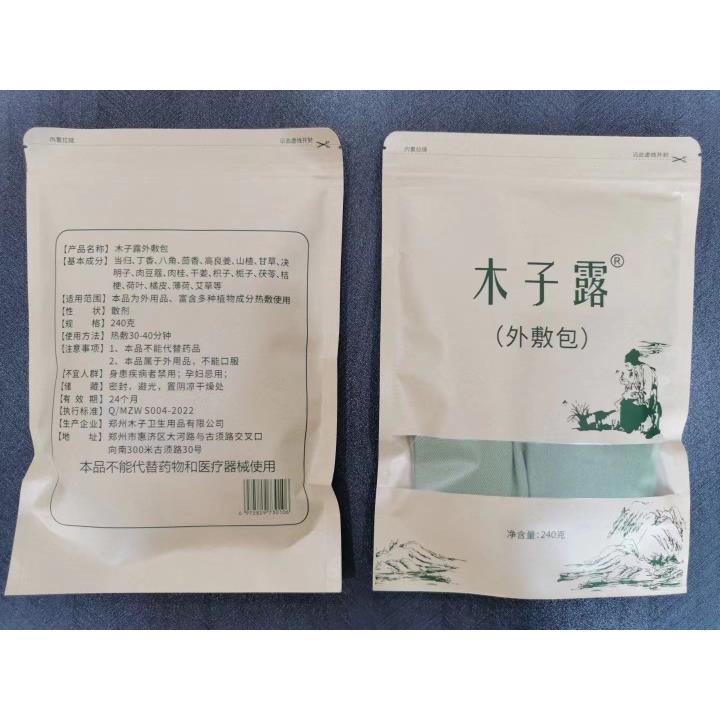 内氪拉链
沿此虚线开封
【产品名称】 木子露外敷包
【基本成分】 当归、丁香、八角、茴香、高良姜、山楂、甘草、决
明子、肉豆蔻、肉桂、干姜、枳子、栀子、茯苓、桔
梗、荷叶、橘皮、薄荷、艾草等
【适用范围】 本品为外用品、富含多种植物成分热敷使用
【性 状】 散剂
【规 格】 240克
【使用方法】 热敷30-40分钟
【注意事项】 1、本品不能代替药品
2、本品属于外用品，不能口服
【不宜人群】 身患疾病者禁用；孕妇忌用；
【储 藏】 密封，避光，置阴凉干燥处
【有 效 期】 24个月
【执行标准】 Q/MZW S004-2022
【生产企业】 郑州木子卫生用品有限公司
【地 址】 郑州市惠济区大河路与古须路交叉口
向南300米古须路30号
本品不能代替药物和医疗器械使用
沿此虚线开封
木子露®
（外敷包）
净含量：240克